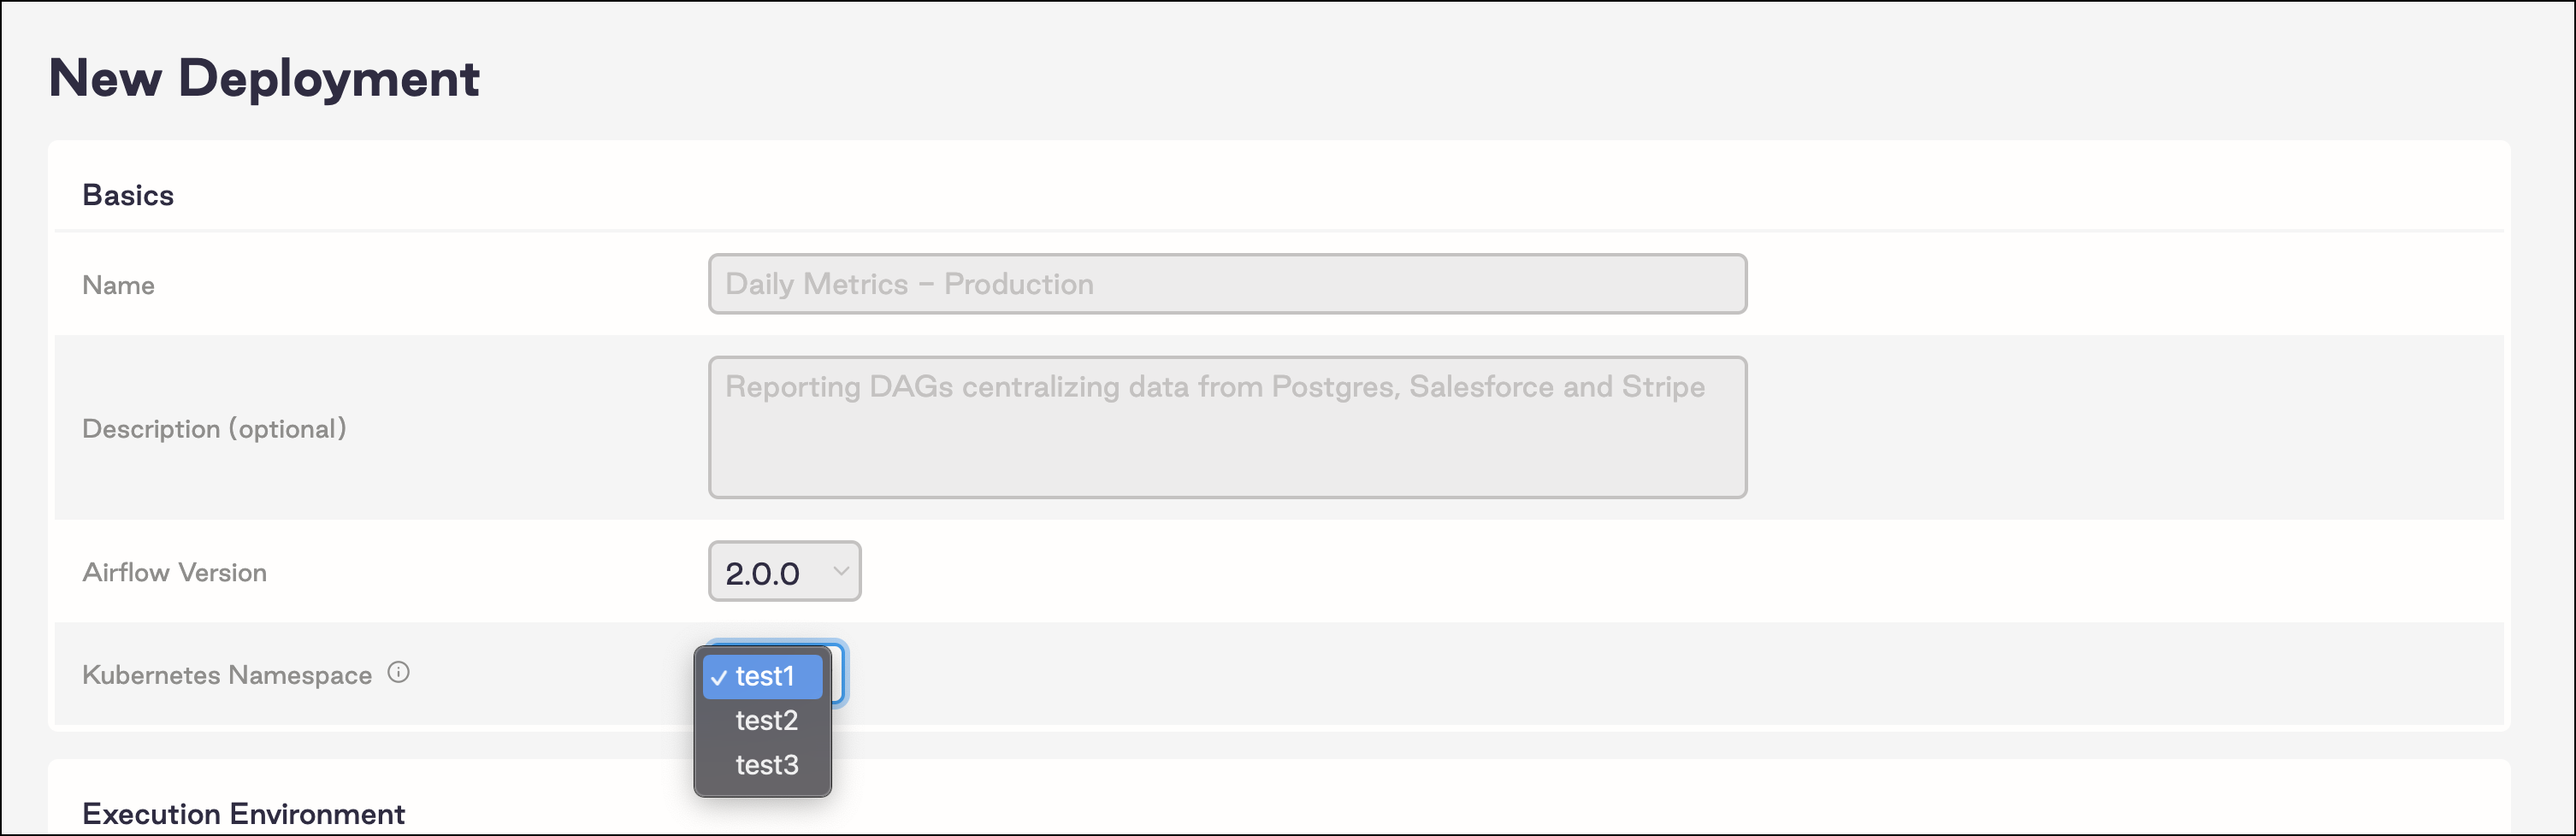 New Deployment
Basics
Name
Daily Metrics – Production
Description (optional)
Reporting DAGs centralizing data from Postgres, Salesforce and Stripe
Airflow Version
2.0.0
Kubernetes Namespace
✓ test1
test2
test3
Execution Environment